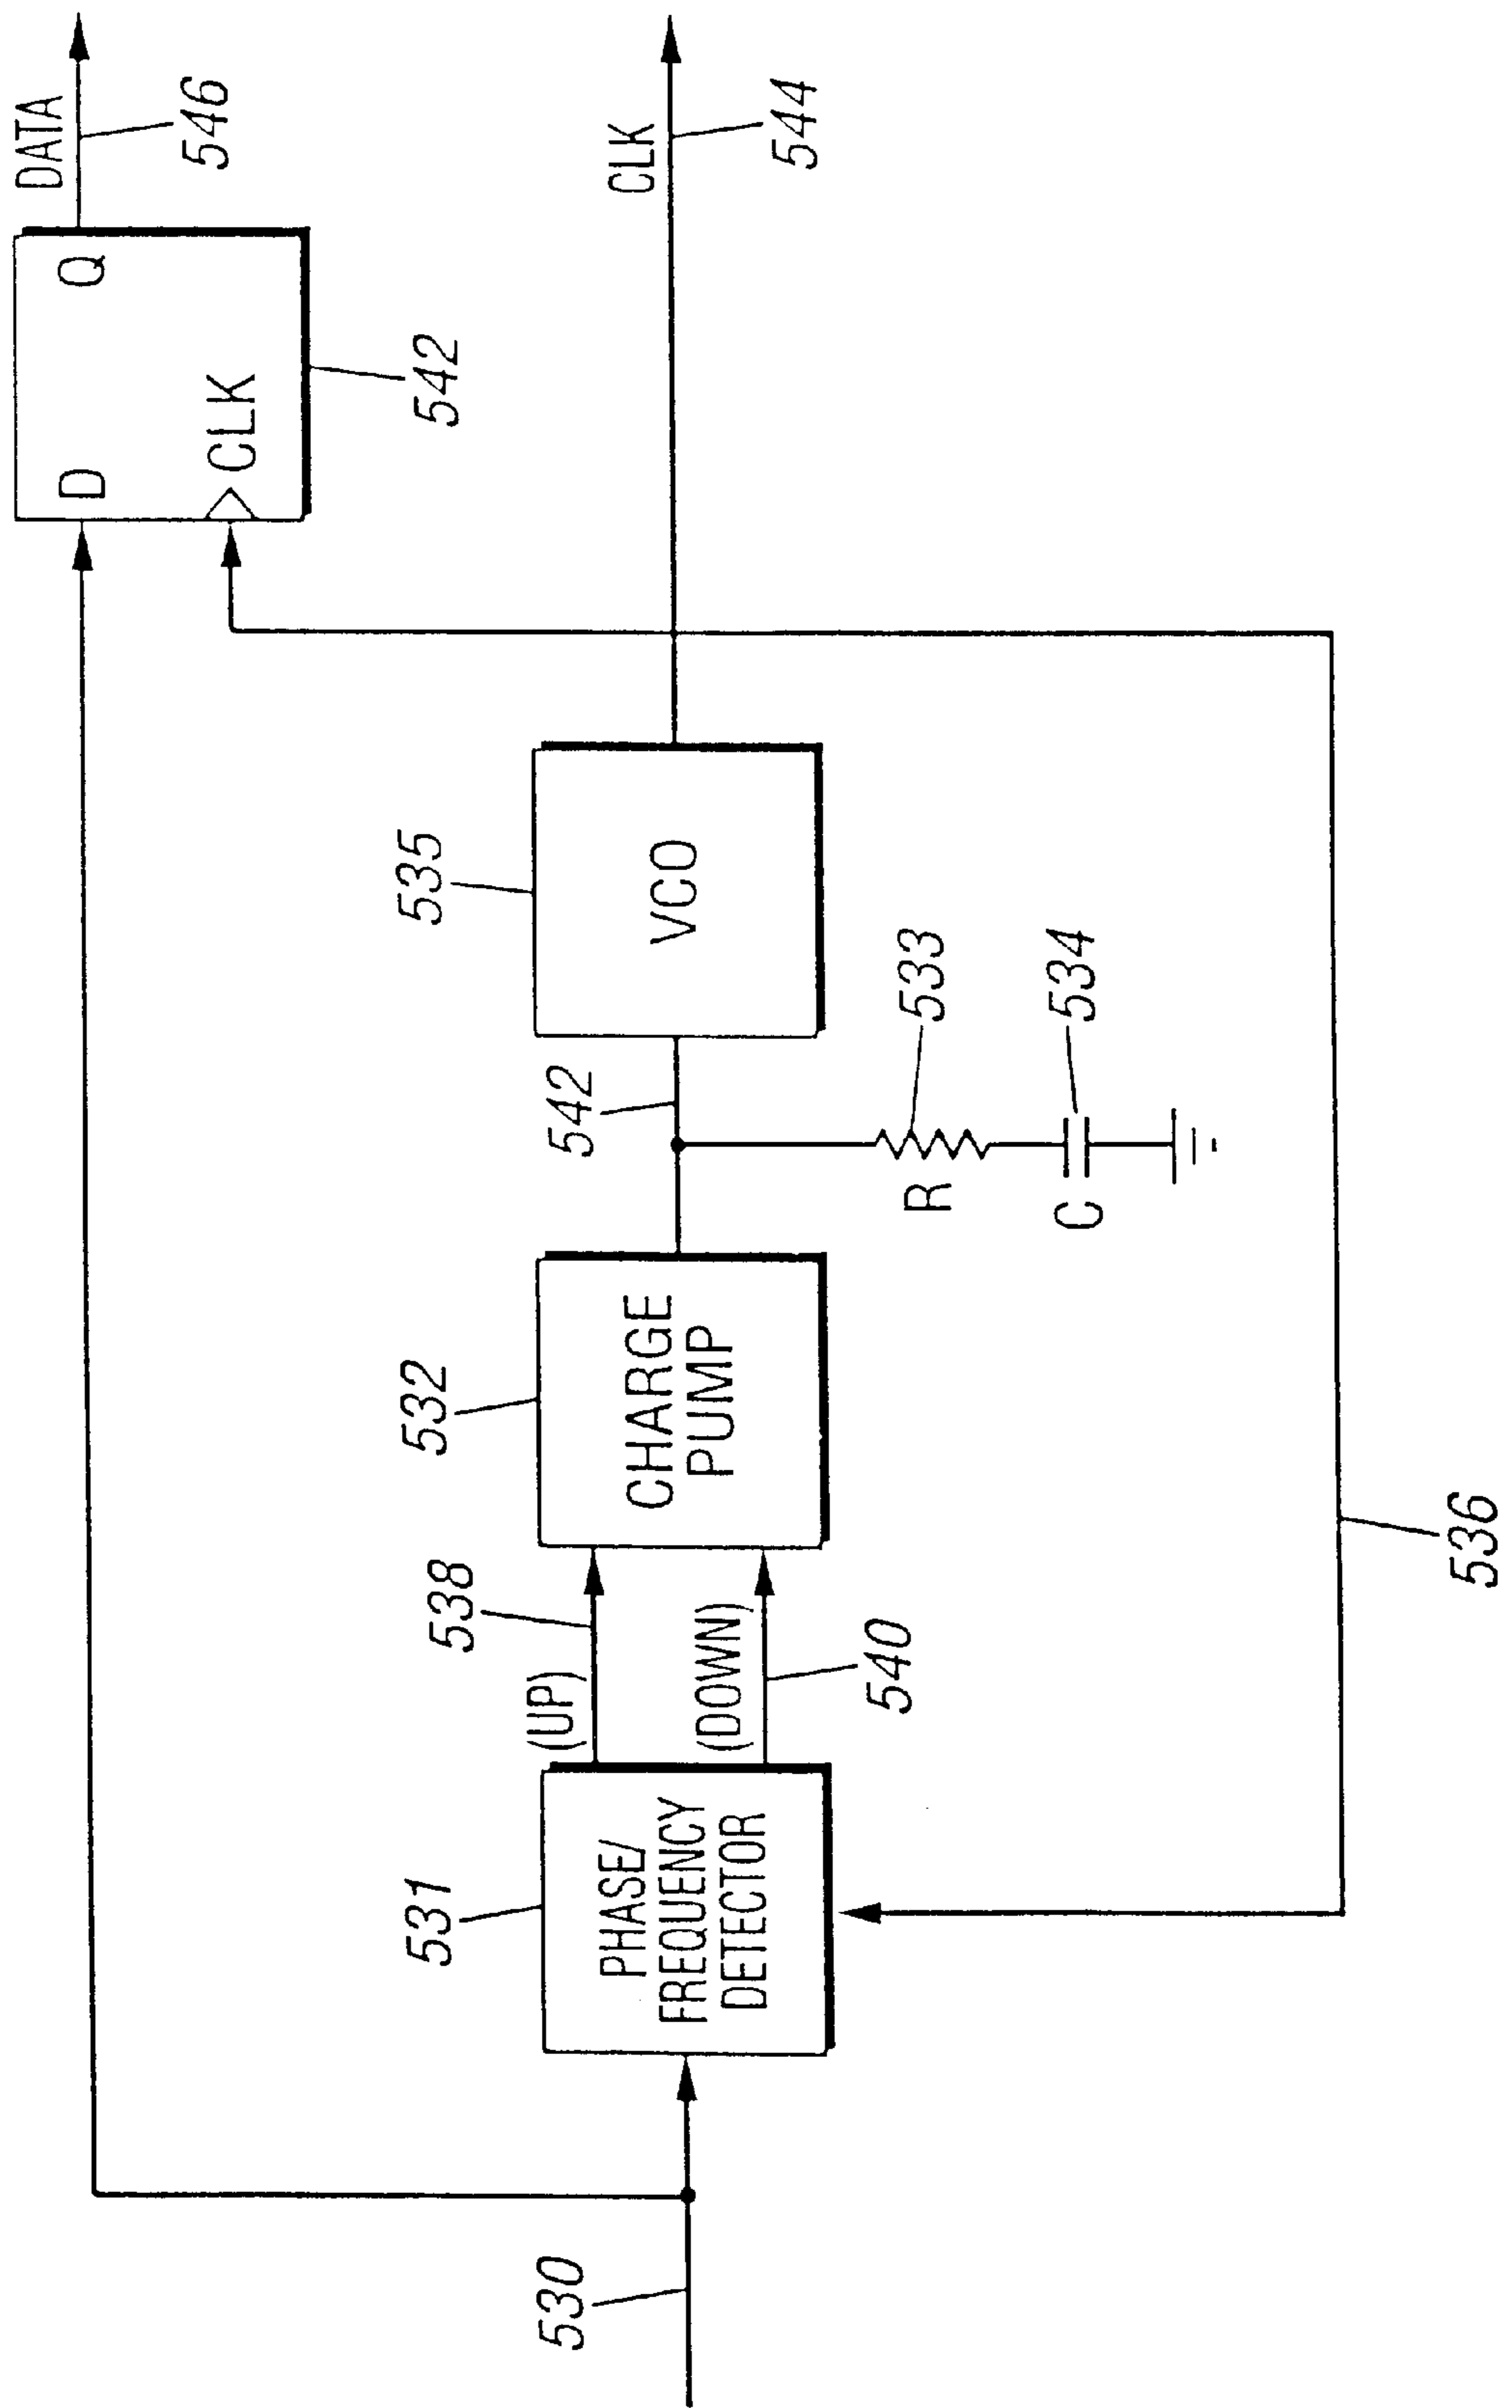 DATA
546
D
Q
CLK
542
CLK
544
535
VCO
542
533
R
534
C
532
CHARGE
PUMP
538
(UP)
(DOWN)
540
531
PHASE/
FREQUENCY
DETECTOR
530
536